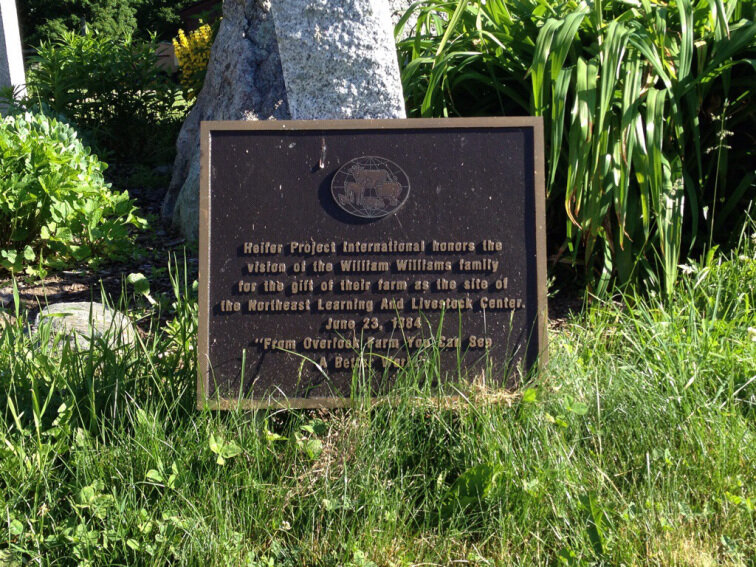 Heifer Project International honors the
vision of the William Williams family
for the gift of their farm as the site of
the Northeast Learning And Livestock Center.
June 23, 1984
"From Overlook Farm You Can See
A Better